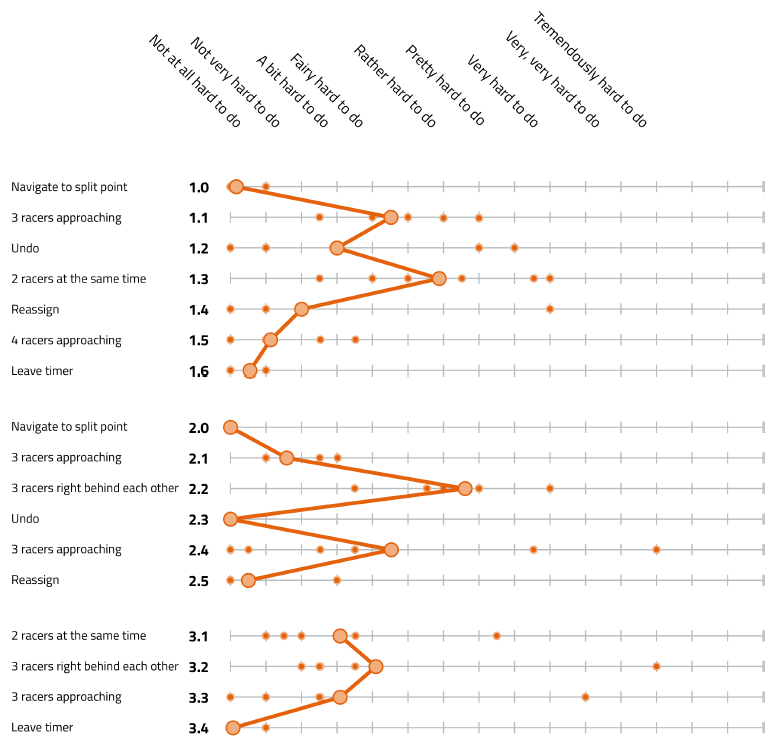 Not at all hard to do
Not very hard to do
A bit hard to do
Fairy hard to do
Rather hard to do
Pretty hard to do
Very hard to do
Very, very hard to do
Tremendously hard to do
Navigate to split point 1.0
3 racers approaching 1.1
Undo 1.2
2 racers at the same time 1.3
Reassign 1.4
4 racers approaching 1.5
Leave timer 1.6
Navigate to split point 2.0
3 racers approaching 2.1
3 racers right behind each other 2.2
Undo 2.3
3 racers approaching 2.4
Reassign 2.5
2 racers at the same time 3.1
3 racers right behind each other 3.2
3 racers approaching 3.3
Leave timer 3.4